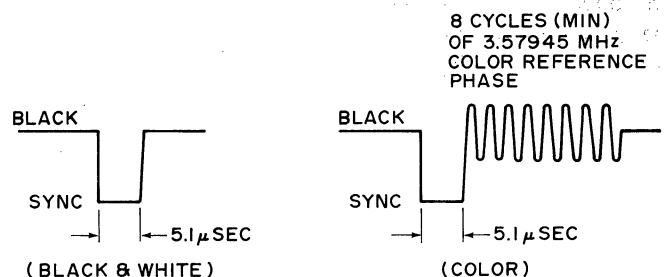 8 CYCLES (MIN)
OF 3.57945 MHz
COLOR REFERENCE
PHASE
BLACK
BLACK
SYNC
SYNC
5.1μSEC
5.1μSEC
(BLACK & WHITE)
(COLOR)